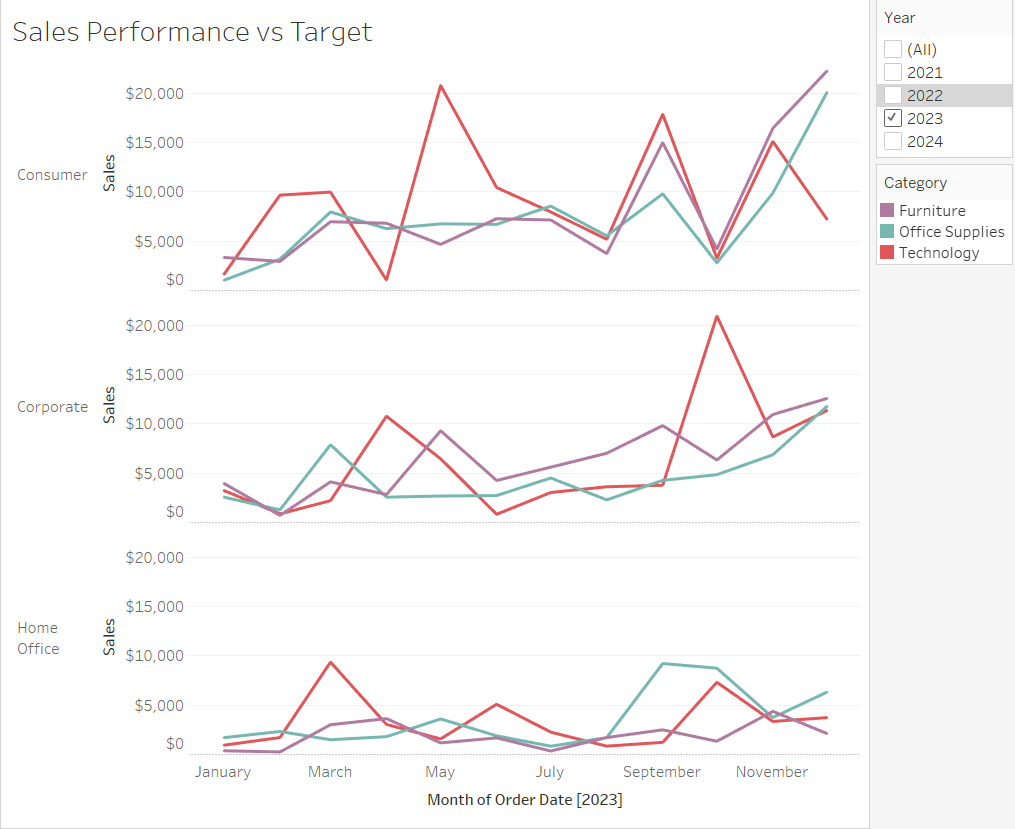 Sales Performance vs Target
Consumer
Sales
$20,000
$15,000
$10,000
$5,000
$0
Corporate
Sales
$20,000
$15,000
$10,000
$5,000
$0
Home
Office
Sales
$20,000
$15,000
$10,000
$5,000
$0
January March May July September November
Month of Order Date [2023]
Year
(All)
2021
2022
2023
2024
Category
Furniture
Office Supplies
Technology